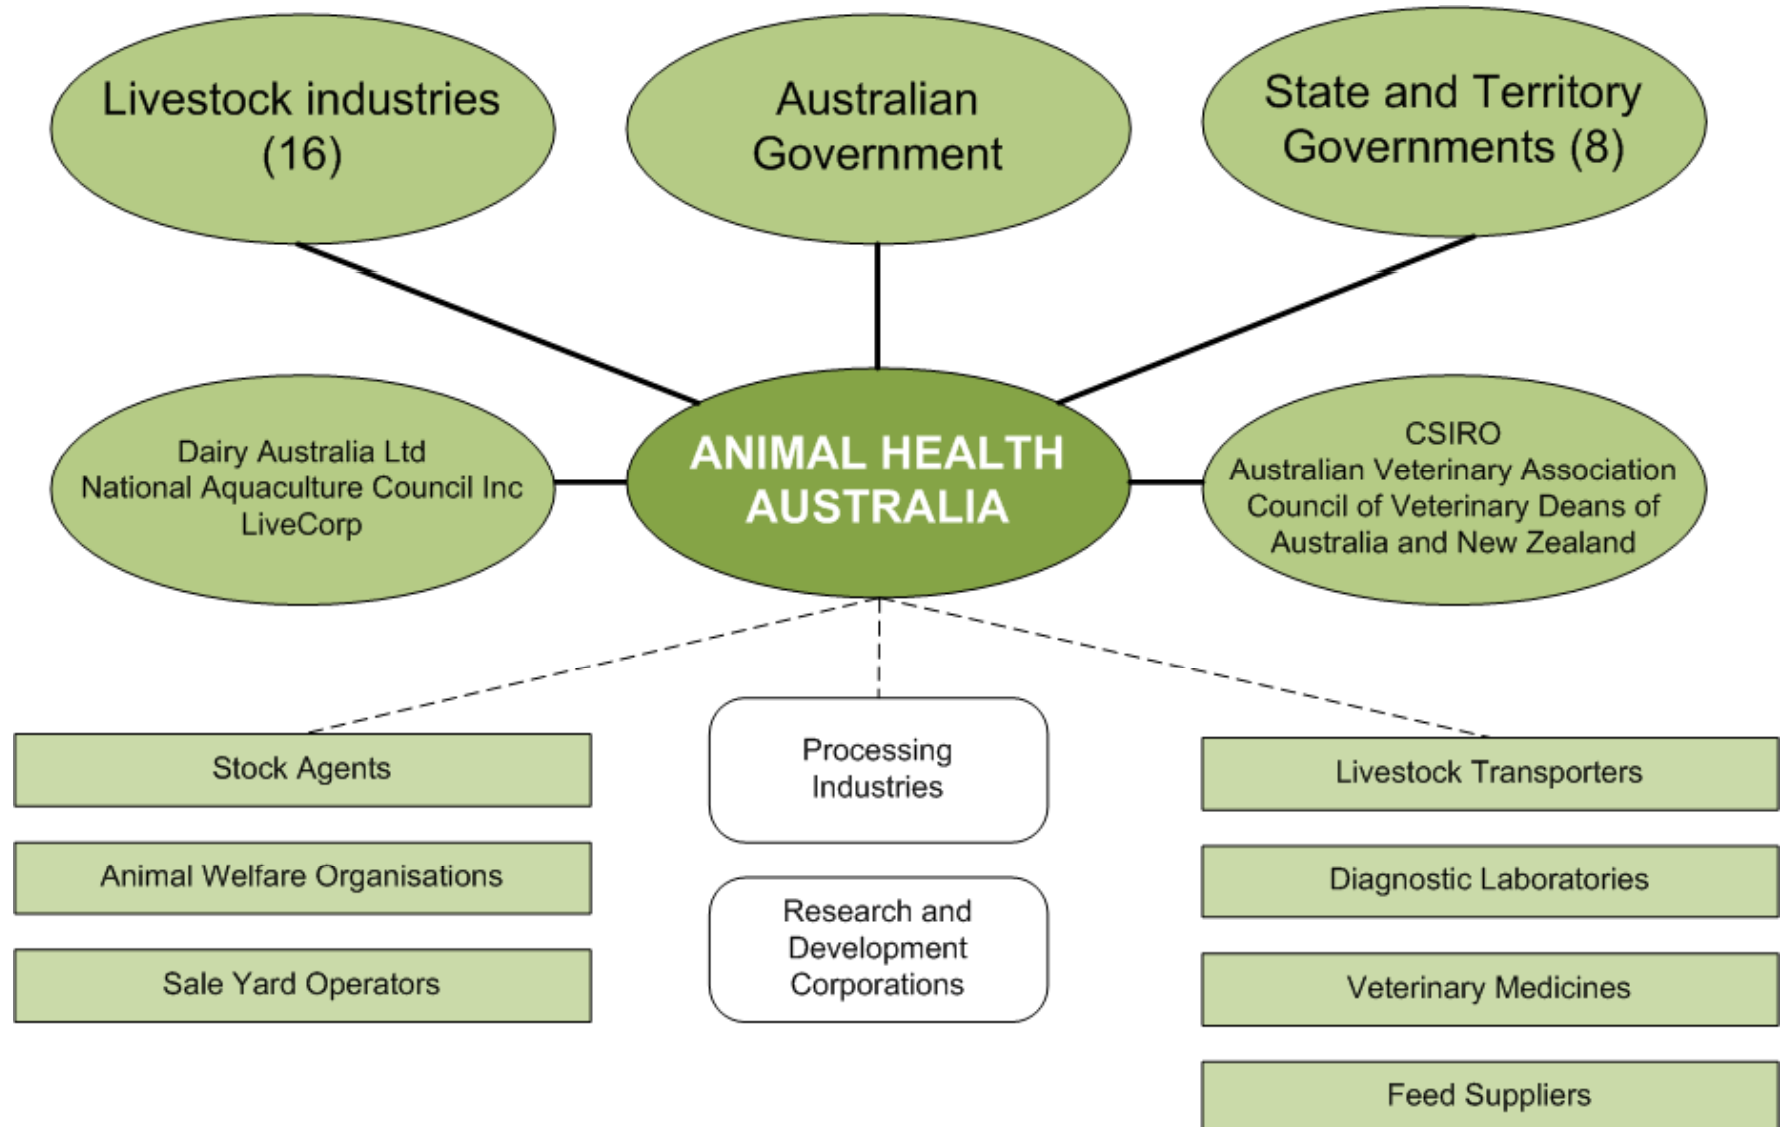 Livestock industries
(16)
Australian
Government
State and Territory
Governments (8)
Dairy Australia Ltd
National Aquaculture Council Inc
LiveCorp
ANIMAL HEALTH
AUSTRALIA
CSIRO
Australian Veterinary Association
Council of Veterinary Deans of
Australia and New Zealand
Stock Agents
Animal Welfare Organisations
Sale Yard Operators
Processing
Industries
Research and
Development
Corporations
Livestock Transporters
Diagnostic Laboratories
Veterinary Medicines
Feed Suppliers